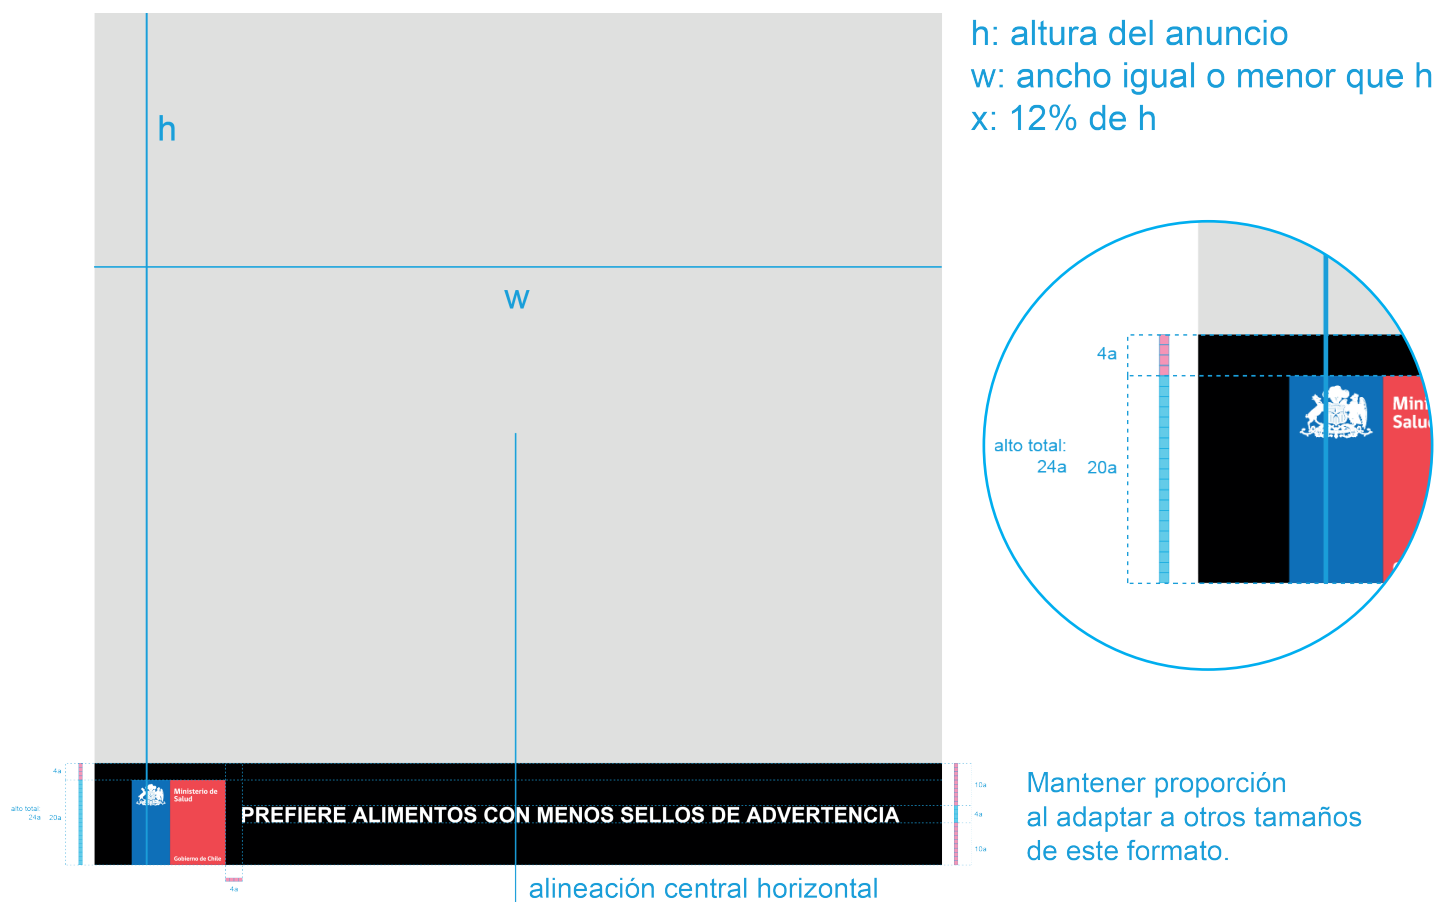 h: altura del anuncio
w: ancho igual o menor que h
x: 12% de h
h
w
4a
alto total:
24a
20a
Mini
Salu
4a
alto total:
24a
20a
Ministerio de
Salud
Gobierno de Chile
PREFIERE ALIMENTOS CON MENOS SELLOS DE ADVERTENCIA
4a
10a
4a
10a
alineación central horizontal
Mantener proporción
al adaptar a otros tamaños
de este formato.